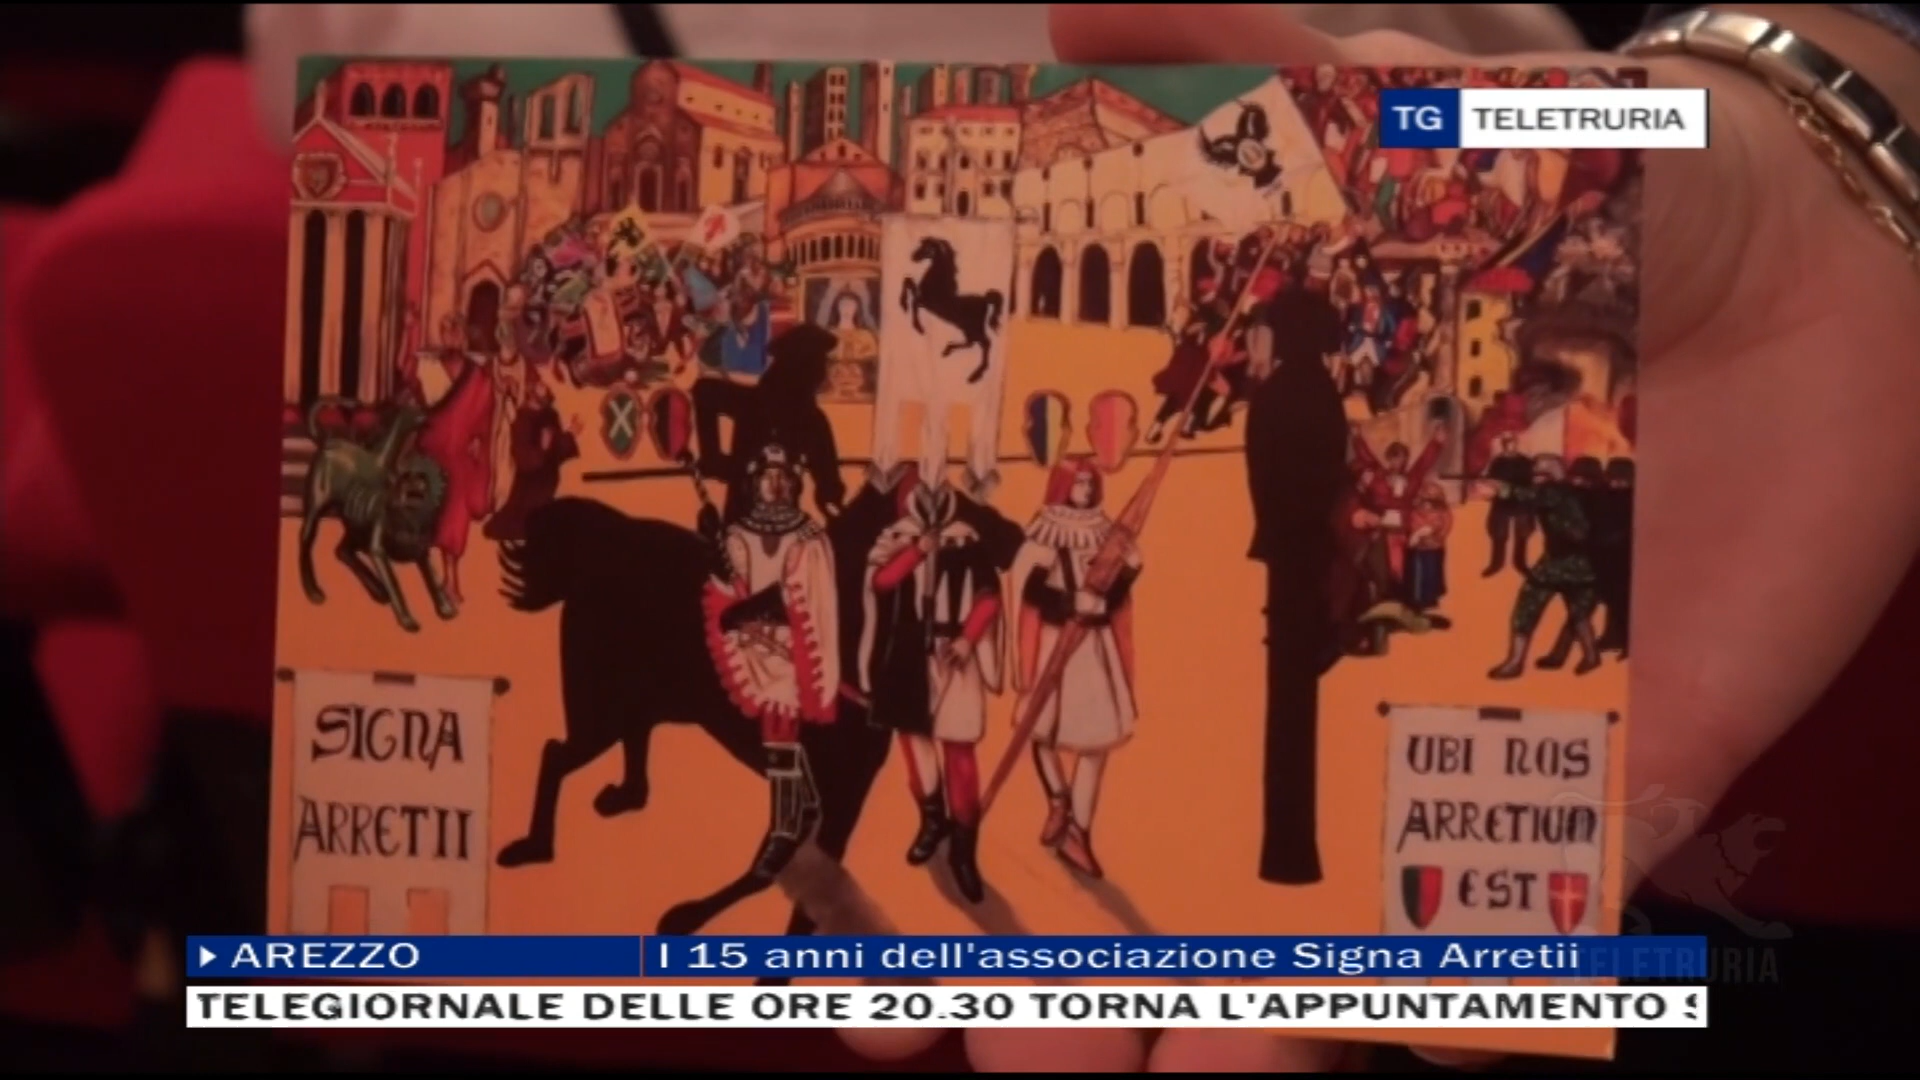 TG TELETRURIA
SIGNA
ARRETII
UBI NOS
ARRETIUM
EST
AREZZO
I 15 anni dell'associazione Signa Arretii
TELETRURIA
TELEGIORNALE DELLE ORE 20.30 TORNA L'APPUNTAMENTO